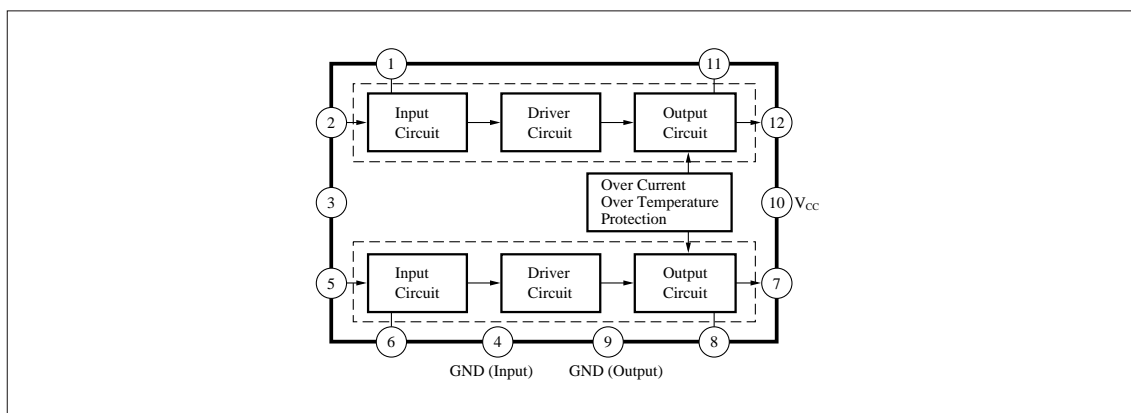 1
11
2
Input
Circuit
Driver
Circuit
Output
Circuit
12
3
Over Current
Over Temperature
Protection
10 VCC
5
Input
Circuit
Driver
Circuit
Output
Circuit
7
6
4
9
8
GND (Input)
GND (Output)